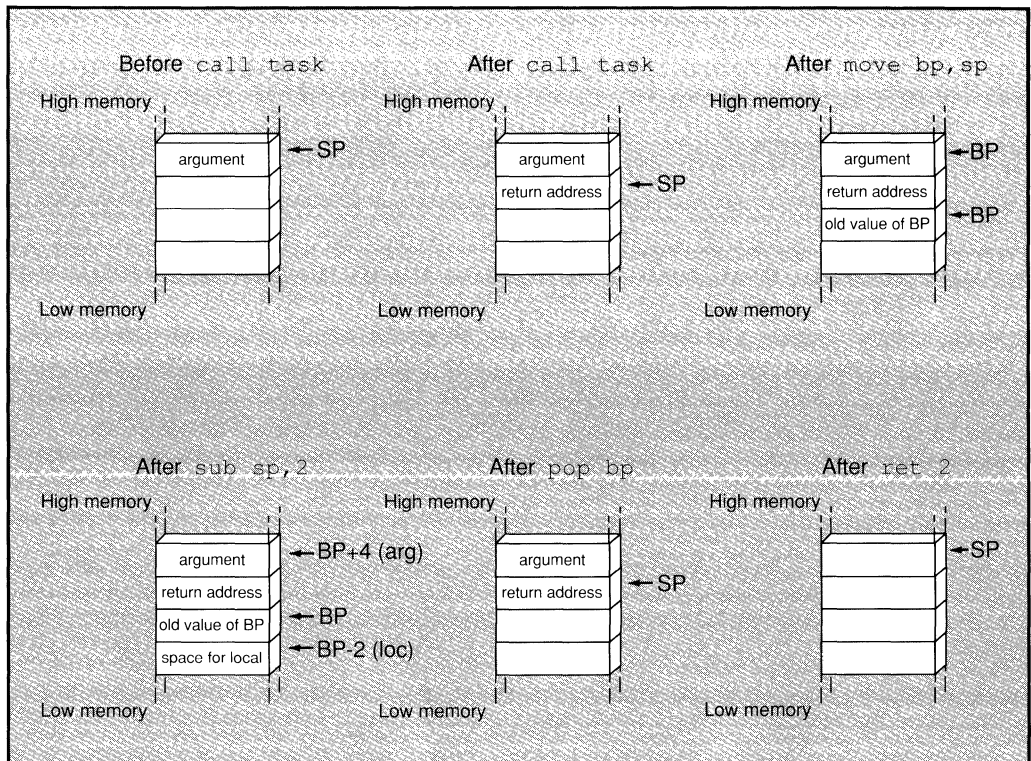 Before call task
High memory
argument
SP
Low memory
After call task
High memory
argument
return address
SP
Low memory
After move bp,sp
High memory
argument
return address
old value of BP
BP
BP
Low memory
After sub sp,2
High memory
argument
return address
old value of BP
space for local
BP+4 (arg)
BP
BP-2 (loc)
Low memory
After pop bp
High memory
argument
return address
SP
Low memory
After ret 2
High memory
SP
Low memory